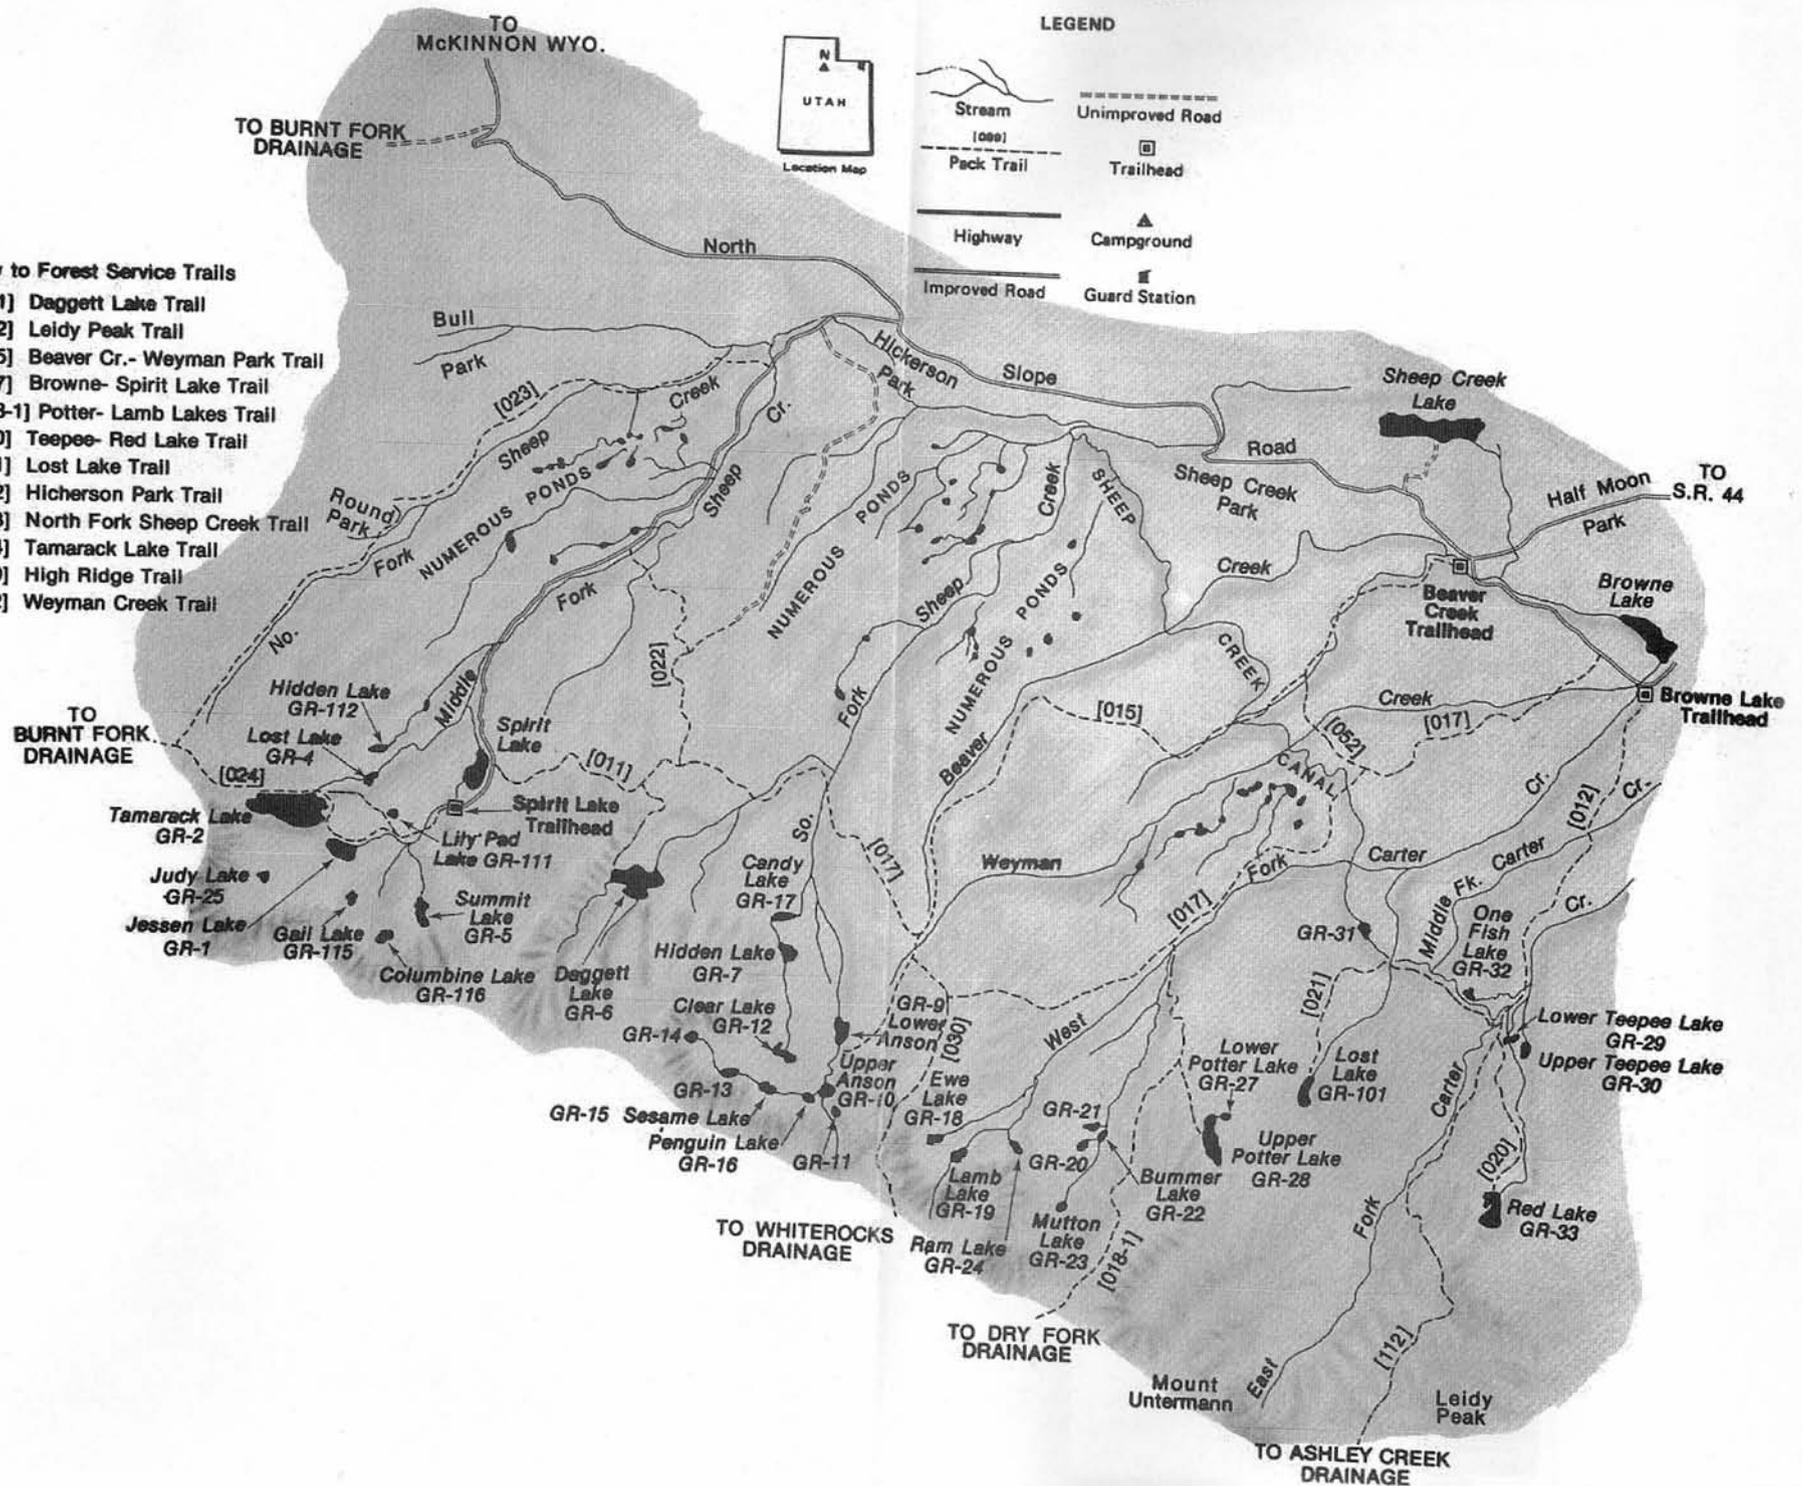 TO
McKINNON WYO.
TO BURNT FORK
DRAINAGE
N
UTAH
Location Map
LEGEND
Stream
[099]
Pack Trail
Highway
Improved Road
Unimproved Road
Trailhead
Campground
Guard Station
to Forest Service Trails
1] Daggett Lake Trail
2] Leidy Peak Trail
5] Beaver Cr.- Weyman Park Trail
7] Browne- Spirit Lake Trail
8-1] Potter- Lamb Lakes Trail
0] Teepee- Red Lake Trail
1] Lost Lake Trail
2] Hicherson Park Trail
3] North Fork Sheep Creek Trail
4] Tamarack Lake Trail
0] High Ridge Trail
2] Weyman Creek Trail
North
Slope
Road
Bull
Park
Hickerson
Park
[023]
Sheep
Creek
Round
Park
No.
Fork
NUMEROUS PONDS
Middle
Fork
Sheep
Cr.
[022]
NUMEROUS PONDS
So.
Fork
Sheep
Creek
NUMEROUS PONDS
SHEEP
CREEK
CANAL
Sheep Creek
Park
Sheep Creek
Lake
Half Moon
Park
TO
S.R. 44
Beaver
Creek
Beaver
Creek
Trailhead
Browne
Lake
Browne Lake
Trailhead
[015]
[052]
[017]
Weyman
Creek
TO
BURNT FORK
DRAINAGE
[024]
Hidden Lake
GR-112
Lost Lake
GR-4
Spirit
Lake
[011]
Spirit Lake
Trailhead
Tamarack Lake
GR-2
Lily Pad
Lake GR-111
Judy Lake
GR-25
Jessen Lake
GR-1
Gail Lake
GR-115
Summit
Lake
GR-5
Columbine Lake
GR-116
Daggett
Lake
GR-6
Candy
Lake
GR-17
[017]
Hidden Lake
GR-7
Clear Lake
GR-12
GR-14
GR-13
GR-15 Sesame Lake
Penguin Lake
GR-16
GR-11
GR-9
Lower
Anson
Upper
Anson
GR-10
[030]
TO WHITEROCKS
DRAINAGE
Ewe
Lake
GR-18
Lamb
Lake
GR-19
Ram Lake
GR-24
GR-21
GR-20
Mutton
Lake
GR-23
Bummer
Lake
GR-22
[018-1]
TO DRY FORK
DRAINAGE
West
Fork
Carter
Cr.
[017]
Lower
Potter Lake
GR-27
Upper
Potter Lake
GR-28
[021]
Lost
Lake
GR-101
GR-31
Middle Fk.
Carter
Cr.
[012]
One
Fish
Lake
GR-32
Lower Teepee Lake
GR-29
Upper Teepee Lake
GR-30
[020]
Red Lake
GR-33
East
Fork
Carter
Cr.
[112]
Mount
Untermann
Leidy
Peak
TO ASHLEY CREEK
DRAINAGE